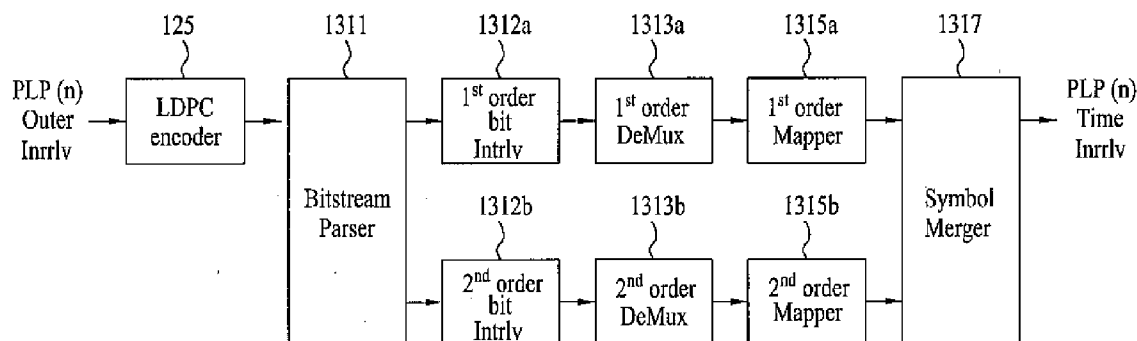 125
1311
1312a
1313a
1315a
1317
PLP (n)
Outer
Inrrlv
LDPC
encoder
Bitstream
Parser
1st order
bit
Intrlv
1st order
DeMux
1st order
Mapper
Symbol
Merger
PLP (n)
Time
Inrrlv
1312b
1313b
1315b
2nd order
bit
Intrlv
2nd order
DeMux
2nd order
Mapper